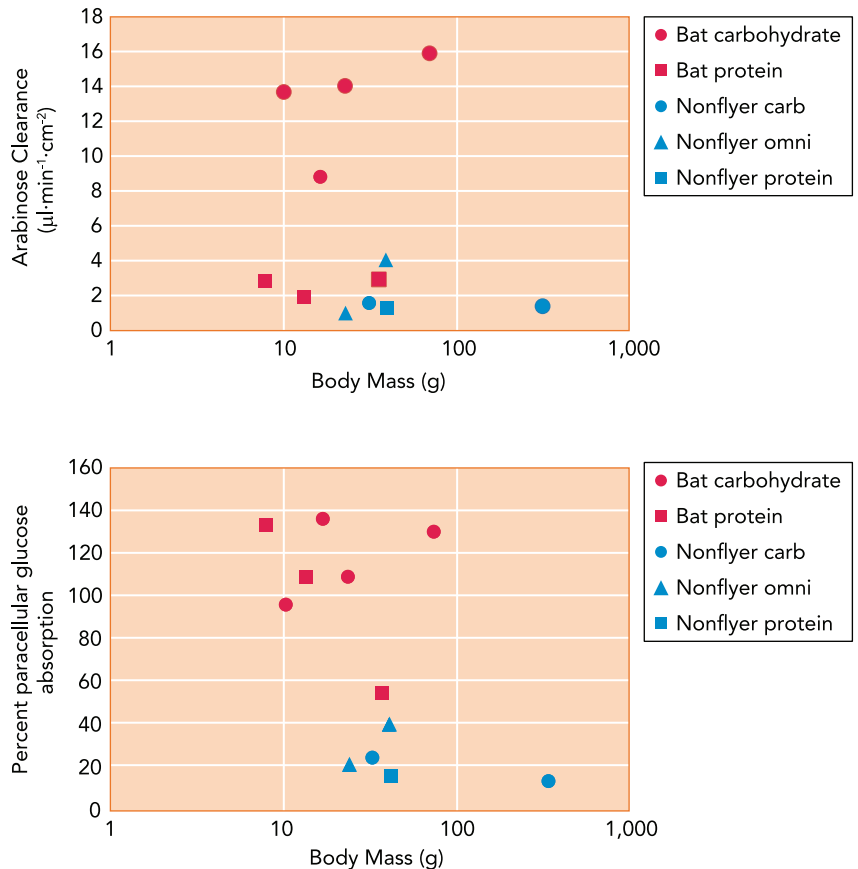 18
16
14
12
10
8
6
4
2
0
Arabinose Clearance
(μl·min⁻¹·cm⁻²)
1
10
100
1,000
Body Mass (g)
Bat carbohydrate
Bat protein
Nonflyer carb
Nonflyer omni
Nonflyer protein
160
140
120
100
80
60
40
20
0
Percent paracellular glucose
absorption
1
10
100
1,000
Body Mass (g)
Bat carbohydrate
Bat protein
Nonflyer carb
Nonflyer omni
Nonflyer protein